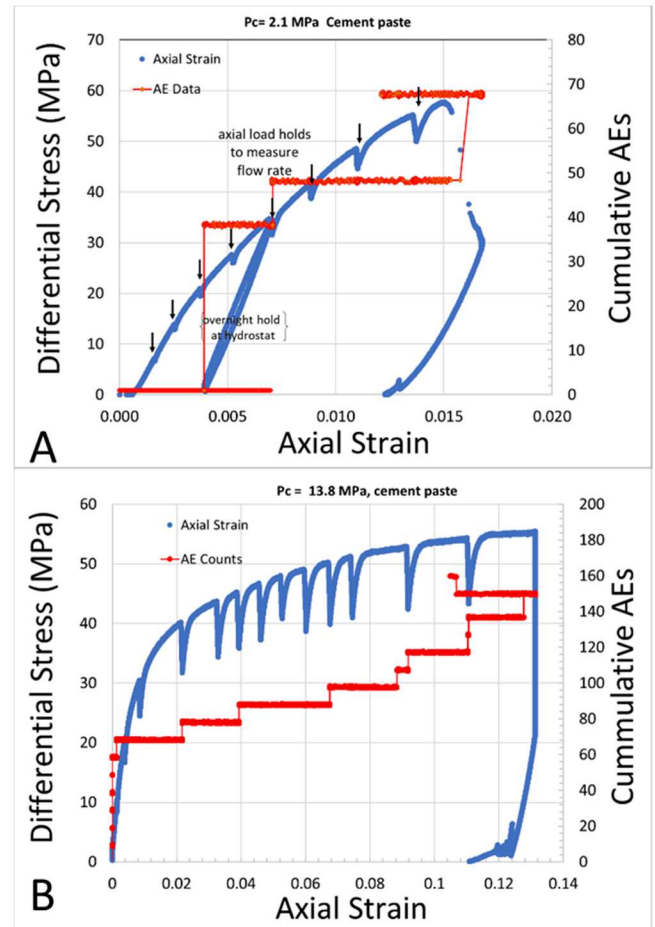 Pc= 2.1 MPa Cement paste
Differential Stress (MPa)
70
60
50
40
30
20
10
0
Axial Strain
AE Data
axial load holds
to measure
flow rate
overnight hold
at hydrostat
80
70
60
50
40
30
20
10
0
Cumulative AEs
0.000
0.005
0.010
0.015
0.020
Axial Strain
A
Pc = 13.8 MPa, cement paste
Differential Stress (MPa)
60
50
40
30
20
10
0
Axial Strain
AE Counts
200
180
160
140
120
100
80
60
40
20
0
Cummulative AEs
0
0.02
0.04
0.06
0.08
0.1
0.12
0.14
Axial Strain
B